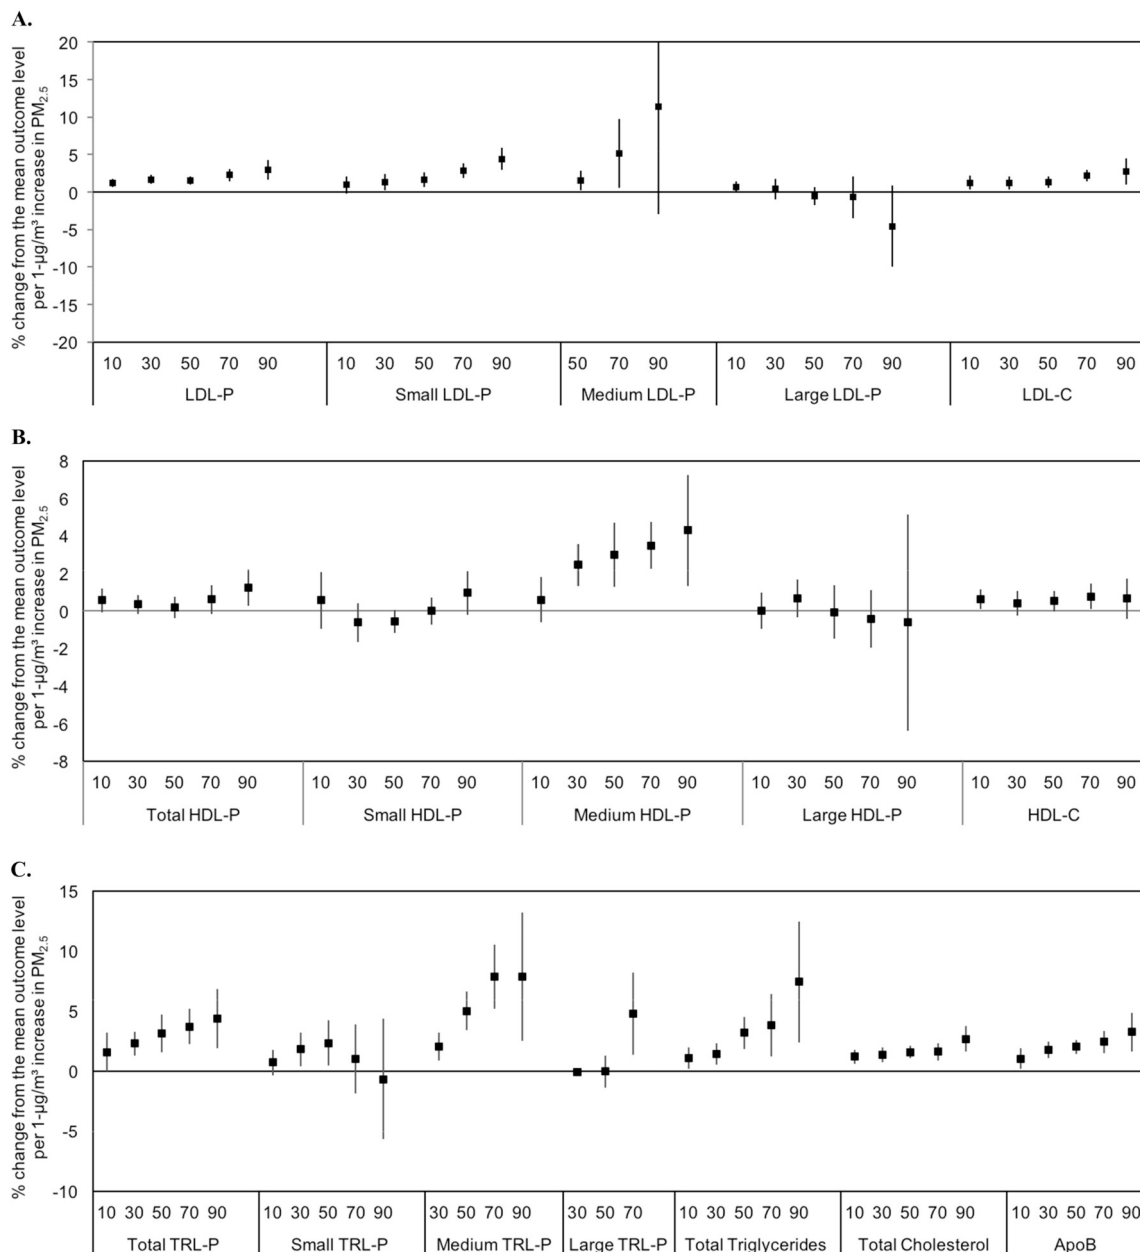 A.
% change from the mean outcome level
per 1-µg/m³ increase in PM2.5
20
15
10
5
0
-5
-10
-15
-20
10 30 50 70 90 10 30 50 70 90 50 70 90 10 30 50 70 90 10 30 50 70 90
LDL-P Small LDL-P Medium LDL-P Large LDL-P LDL-C
B.
% change from the mean outcome level
per 1-µg/m³ increase in PM2.5
8
6
4
2
0
-2
-4
-6
-8
10 30 50 70 90 10 30 50 70 90 10 30 50 70 90 10 30 50 70 90 10 30 50 70 90
Total HDL-P Small HDL-P Medium HDL-P Large HDL-P HDL-C
C.
% change from the mean outcome level
per 1-µg/m³ increase in PM2.5
15
10
5
0
-5
-10
10 30 50 70 90 10 30 50 70 90 30 50 70 90 30 50 70 10 30 50 70 90 10 30 50 70 90 10 30 50 70 90
Total TRL-P Small TRL-P Medium TRL-P Large TRL-P Total Triglycerides Total Cholesterol ApoB